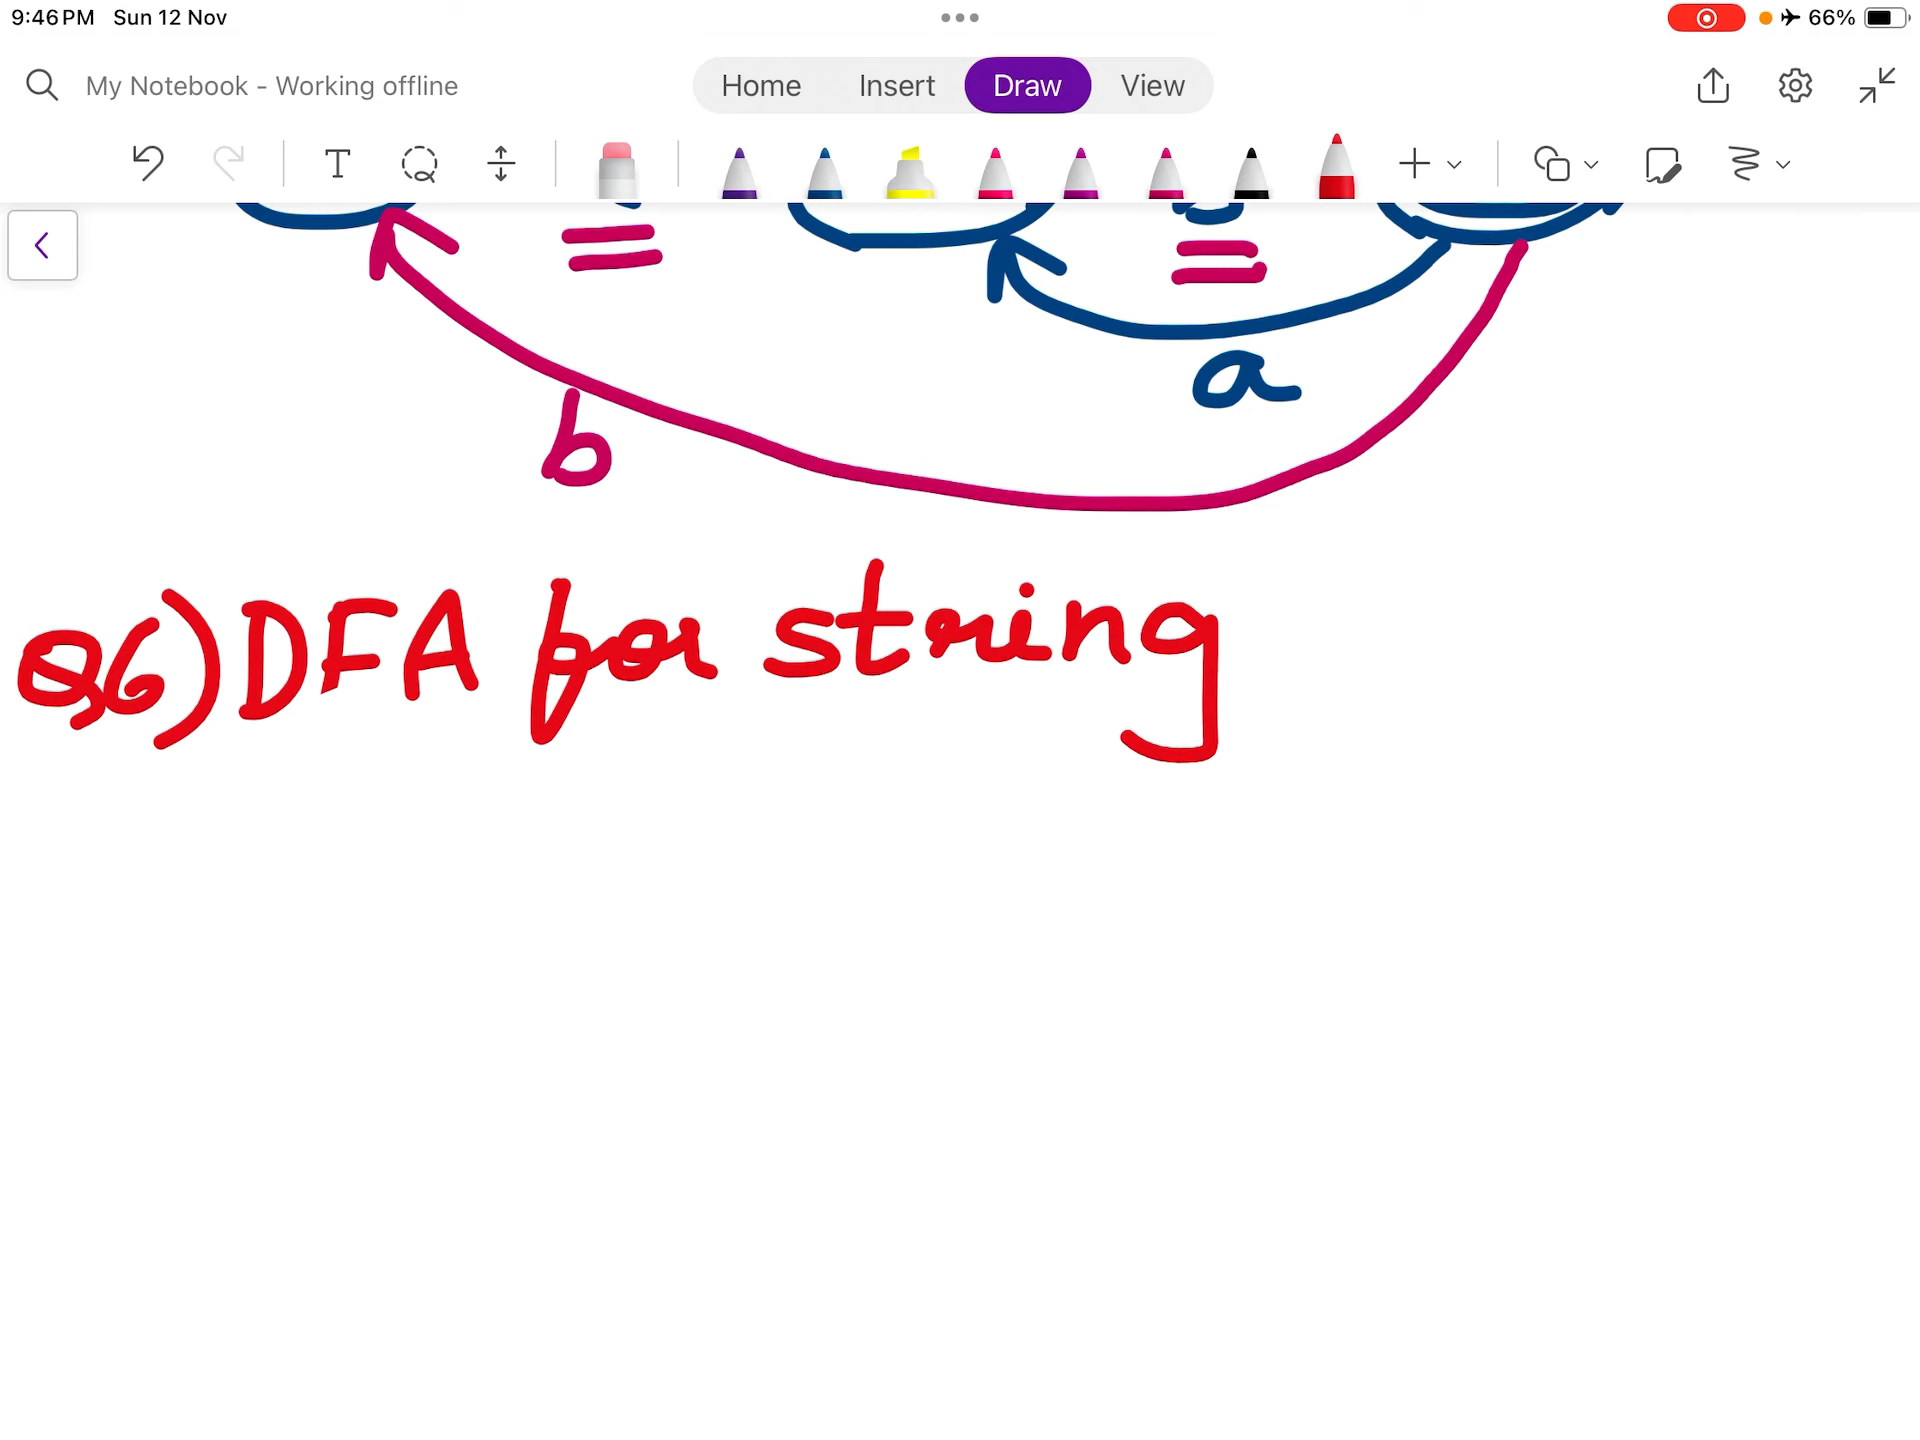 9:46 PM Sun 12 Nov
66%
My Notebook - Working offline
Home Insert Draw View
T
a
b
Q6) DFA for string